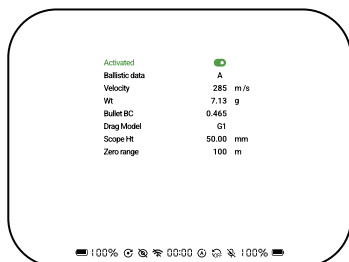 Activated
Ballistic data A
Velocity 285 m/s
Wt 7.13 g
Bullet BC 0.465
Drag Model G1
Scope Ht 50.00 mm
Zero range 100 m
100% 00:00 A 100%